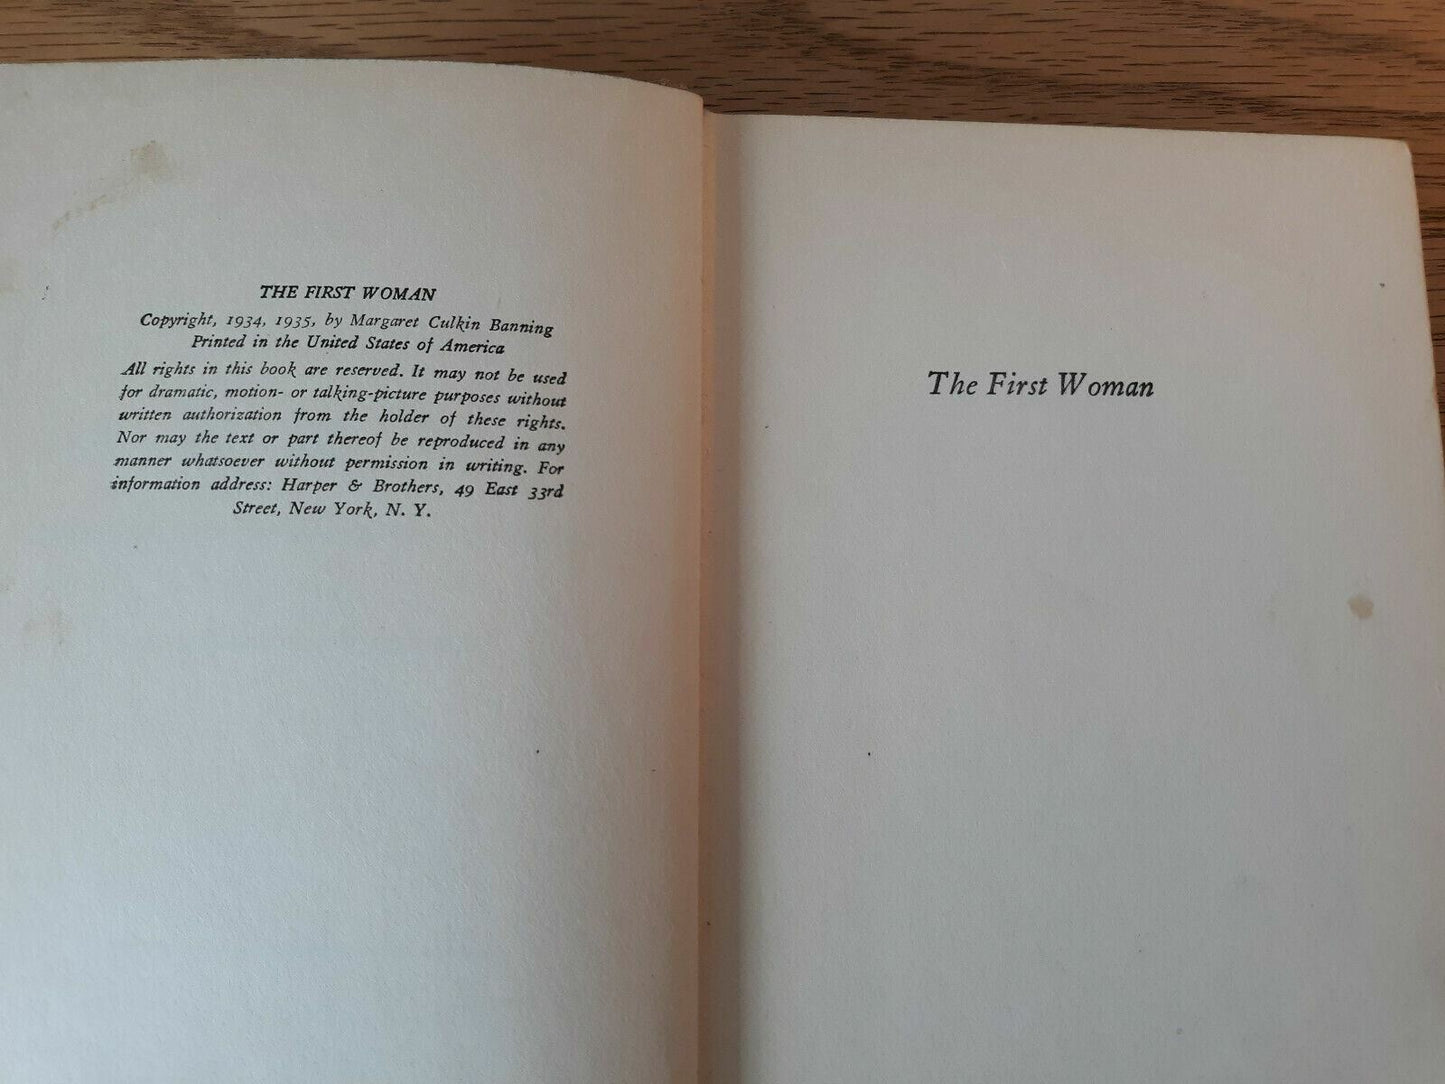 THE FIRST WOMAN
Copyright, 1934, 1935, by Margaret Culkin Banning
Printed in the United States of America
All rights in this book are reserved. It may not be used
for dramatic, motion- or talking-picture purposes without
written authorization from the holder of these rights.
Nor may the text or part thereof be reproduced in any
manner whatsoever without permission in writing. For
information address: Harper & Brothers, 49 East 33rd
Street, New York, N. Y.
The First Woman